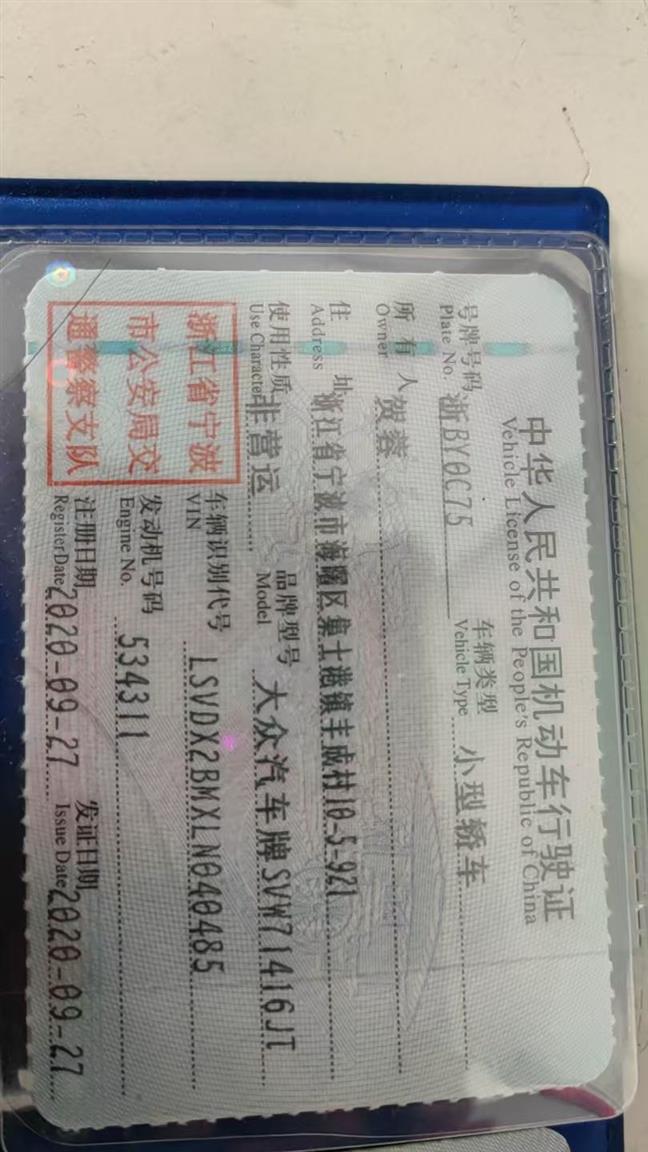 中华人民共和国机动车行驶证
Vehicle License of the People's Republic of China
号牌号码 浙BY0C75 车辆类型 小型轿车
Plate No. Vehicle Type
所有人 贺蓉
Owner
住址 浙江省宁波市海曙区集士港镇丰成村10-5-921
Address
使用性质 非营运 品牌型号 大众汽车牌SVW71416JT
Use Character Model
浙江省宁波
市公安局交
通警察支队
车辆识别代号 LSVDX2BMXLN040485
VIN
发动机号码 534311
Engine No.
注册日期 2020-09-27 发证日期 2020-09-27
Register Date Issue Date